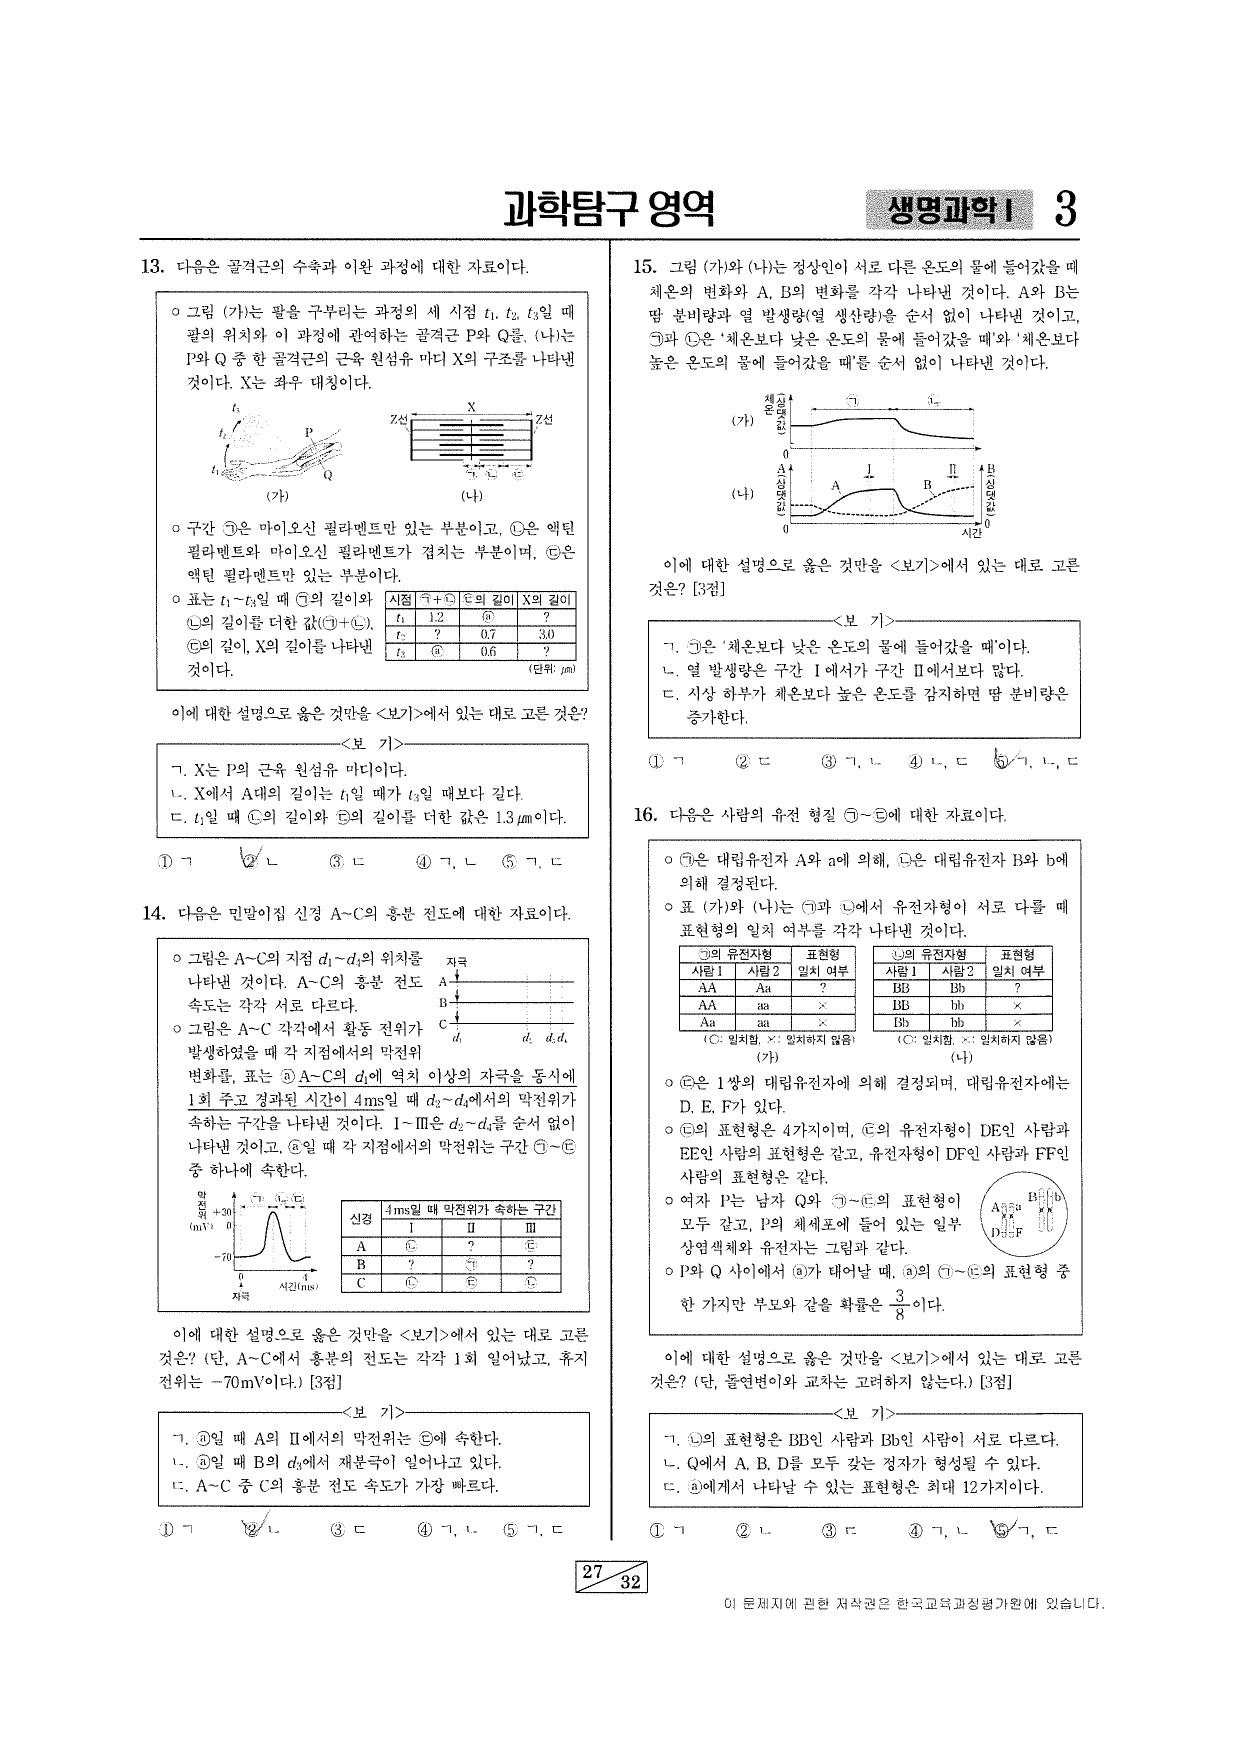 과학탐구 영역
생명과학 I
3
13. 다음은 골격근의 수축과 이완 과정에 대한 자료이다.
○ 그림 (가)는 팔을 구부리는 과정의 세 시점 t₁, t₂, t₃일 때
팔의 위치와 이 과정에 관여하는 골격근 P와 Q를, (나)는
P와 Q 중 한 골격근의 근육 원섬유 마디 X의 구조를 나타낸
것이다. X는 좌우 대칭이다.
t₃
t₂
t₁
P
Q
(가)
X
Z선
Z선
㉠ ㉡ ㉢
(나)
○ 구간 ㉠은 마이오신 필라멘트만 있는 부분이고, ㉡은 액틴
필라멘트와 마이오신 필라멘트가 겹치는 부분이며, ㉢은
액틴 필라멘트만 있는 부분이다.
○ 표는 t₁~t₃일 때 ㉠의 길이와
㉡의 길이를 더한 값(㉠+㉡),
㉢의 길이, X의 길이를 나타낸
것이다.
시점 ㉠+㉡ ㉢의 길이 X의 길이
t₁ 1.2 ⓐ ?
t₂ ? 0.7 3.0
t₃ ⓐ 0.6 ?
(단위: μm)
이에 대한 설명으로 옳은 것만을 <보기>에서 있는 대로 고른 것은?
<보 기>
ㄱ. X는 P의 근육 원섬유 마디이다.
ㄴ. X에서 A대의 길이는 t₁일 때가 t₃일 때보다 길다.
ㄷ. t₁일 때 ㉡의 길이와 ㉢의 길이를 더한 값은 1.3μm이다.
① ㄱ ② ㄴ ③ ㄷ ④ ㄱ, ㄴ ⑤ ㄱ, ㄷ
14. 다음은 민말이집 신경 A~C의 흥분 전도에 대한 자료이다.
○ 그림은 A~C의 지점 d₁~d₄의 위치를
나타낸 것이다. A~C의 흥분 전도
속도는 각각 서로 다르다.
자극
A
B
C
d₁ d₂ d₃ d₄
○ 그림은 A~C 각각에서 활동 전위가
발생하였을 때 각 지점에서의 막전위
변화를, 표는 ⓐA~C의 d₁에 역치 이상의 자극을 동시에
1회 주고 경과된 시간이 4ms일 때 d₂~d₄에서의 막전위가
속하는 구간을 나타낸 것이다. Ⅰ~Ⅲ은 d₂~d₄를 순서 없이
나타낸 것이고, ⓐ일 때 각 지점에서의 막전위는 구간 ㉠~㉢
중 하나에 속한다.
막전위(mV)
+30
0
-70
㉠ ㉡ ㉢
0 4
시간(ms)
자극
신경 4ms일 때 막전위가 속하는 구간
Ⅰ Ⅱ Ⅲ
A ㉡ ? ㉢
B ? ㉠ ?
C ㉡ ㉢ ㉡
이에 대한 설명으로 옳은 것만을 <보기>에서 있는 대로 고른
것은? (단, A~C에서 흥분의 전도는 각각 1회 일어났고, 휴지
전위는 -70mV이다.) [3점]
<보 기>
ㄱ. ⓐ일 때 A의 Ⅱ에서의 막전위는 ㉢에 속한다.
ㄴ. ⓐ일 때 B의 d₃에서 재분극이 일어나고 있다.
ㄷ. A~C 중 C의 흥분 전도 속도가 가장 빠르다.
① ㄱ ② ㄴ ③ ㄷ ④ ㄱ, ㄴ ⑤ ㄱ, ㄷ
15. 그림 (가)와 (나)는 정상인이 서로 다른 온도의 물에 들어갔을 때
체온의 변화와 A, B의 변화를 각각 나타낸 것이다. A와 B는
땀 분비량과 열 발생량(열 생산량)을 순서 없이 나타낸 것이고,
㉠과 ㉡은 '체온보다 낮은 온도의 물에 들어갔을 때'와 '체온보다
높은 온도의 물에 들어갔을 때'를 순서 없이 나타낸 것이다.
(가)
체온(상댓값)
㉠ ㉡
0
(나)
A(상댓값)
A Ⅰ B Ⅱ
B(상댓값)
0 0
시간
이에 대한 설명으로 옳은 것만을 <보기>에서 있는 대로 고른
것은? [3점]
<보 기>
ㄱ. ㉠은 '체온보다 낮은 온도의 물에 들어갔을 때'이다.
ㄴ. 열 발생량은 구간 Ⅰ에서가 구간 Ⅱ에서보다 많다.
ㄷ. 시상 하부가 체온보다 높은 온도를 감지하면 땀 분비량은
증가한다.
① ㄱ ② ㄷ ③ ㄱ, ㄴ ④ ㄴ, ㄷ ⑤ ㄱ, ㄴ, ㄷ
16. 다음은 사람의 유전 형질 ㉠~㉢에 대한 자료이다.
○ ㉠은 대립유전자 A와 a에 의해, ㉡은 대립유전자 B와 b에
의해 결정된다.
○ 표 (가)와 (나)는 ㉠과 ㉡에서 유전자형이 서로 다를 때
표현형의 일치 여부를 각각 나타낸 것이다.
㉠의 유전자형 표현형 일치 여부
사람1 사람2
AA Aa ?
AA aa ×
Aa aa ×
(○: 일치함, ×: 일치하지 않음)
(가)
㉡의 유전자형 표현형 일치 여부
사람1 사람2
BB Bb ?
BB bb ×
Bb bb ×
(○: 일치함, ×: 일치하지 않음)
(나)
○ ㉢은 1쌍의 대립유전자에 의해 결정되며, 대립유전자에는
D, E, F가 있다.
○ ㉢의 표현형은 4가지이며, ㉢의 유전자형이 DE인 사람과
EE인 사람의 표현형은 같고, 유전자형이 DF인 사람과 FF인
사람의 표현형은 같다.
○ 여자 P는 남자 Q와 ㉠~㉢의 표현형이
모두 같고, P의 체세포에 들어 있는 일부
상염색체와 유전자는 그림과 같다.
A a B b
D F
○ P와 Q 사이에서 ⓐ가 태어날 때, ⓐ의 ㉠~㉢의 표현형 중
한 가지만 부모와 같을 확률은 3/8이다.
이에 대한 설명으로 옳은 것만을 <보기>에서 있는 대로 고른
것은? (단, 돌연변이와 교차는 고려하지 않는다.) [3점]
<보 기>
ㄱ. ㉡의 표현형은 BB인 사람과 Bb인 사람이 서로 다르다.
ㄴ. Q에서 A, B, D를 모두 갖는 정자가 형성될 수 있다.
ㄷ. ⓐ에게서 나타날 수 있는 표현형은 최대 12가지이다.
① ㄱ ② ㄴ ③ ㄷ ④ ㄱ, ㄴ ⑤ ㄱ, ㄷ
27
32
이 문제지에 관한 저작권은 한국교육과정평가원에 있습니다.